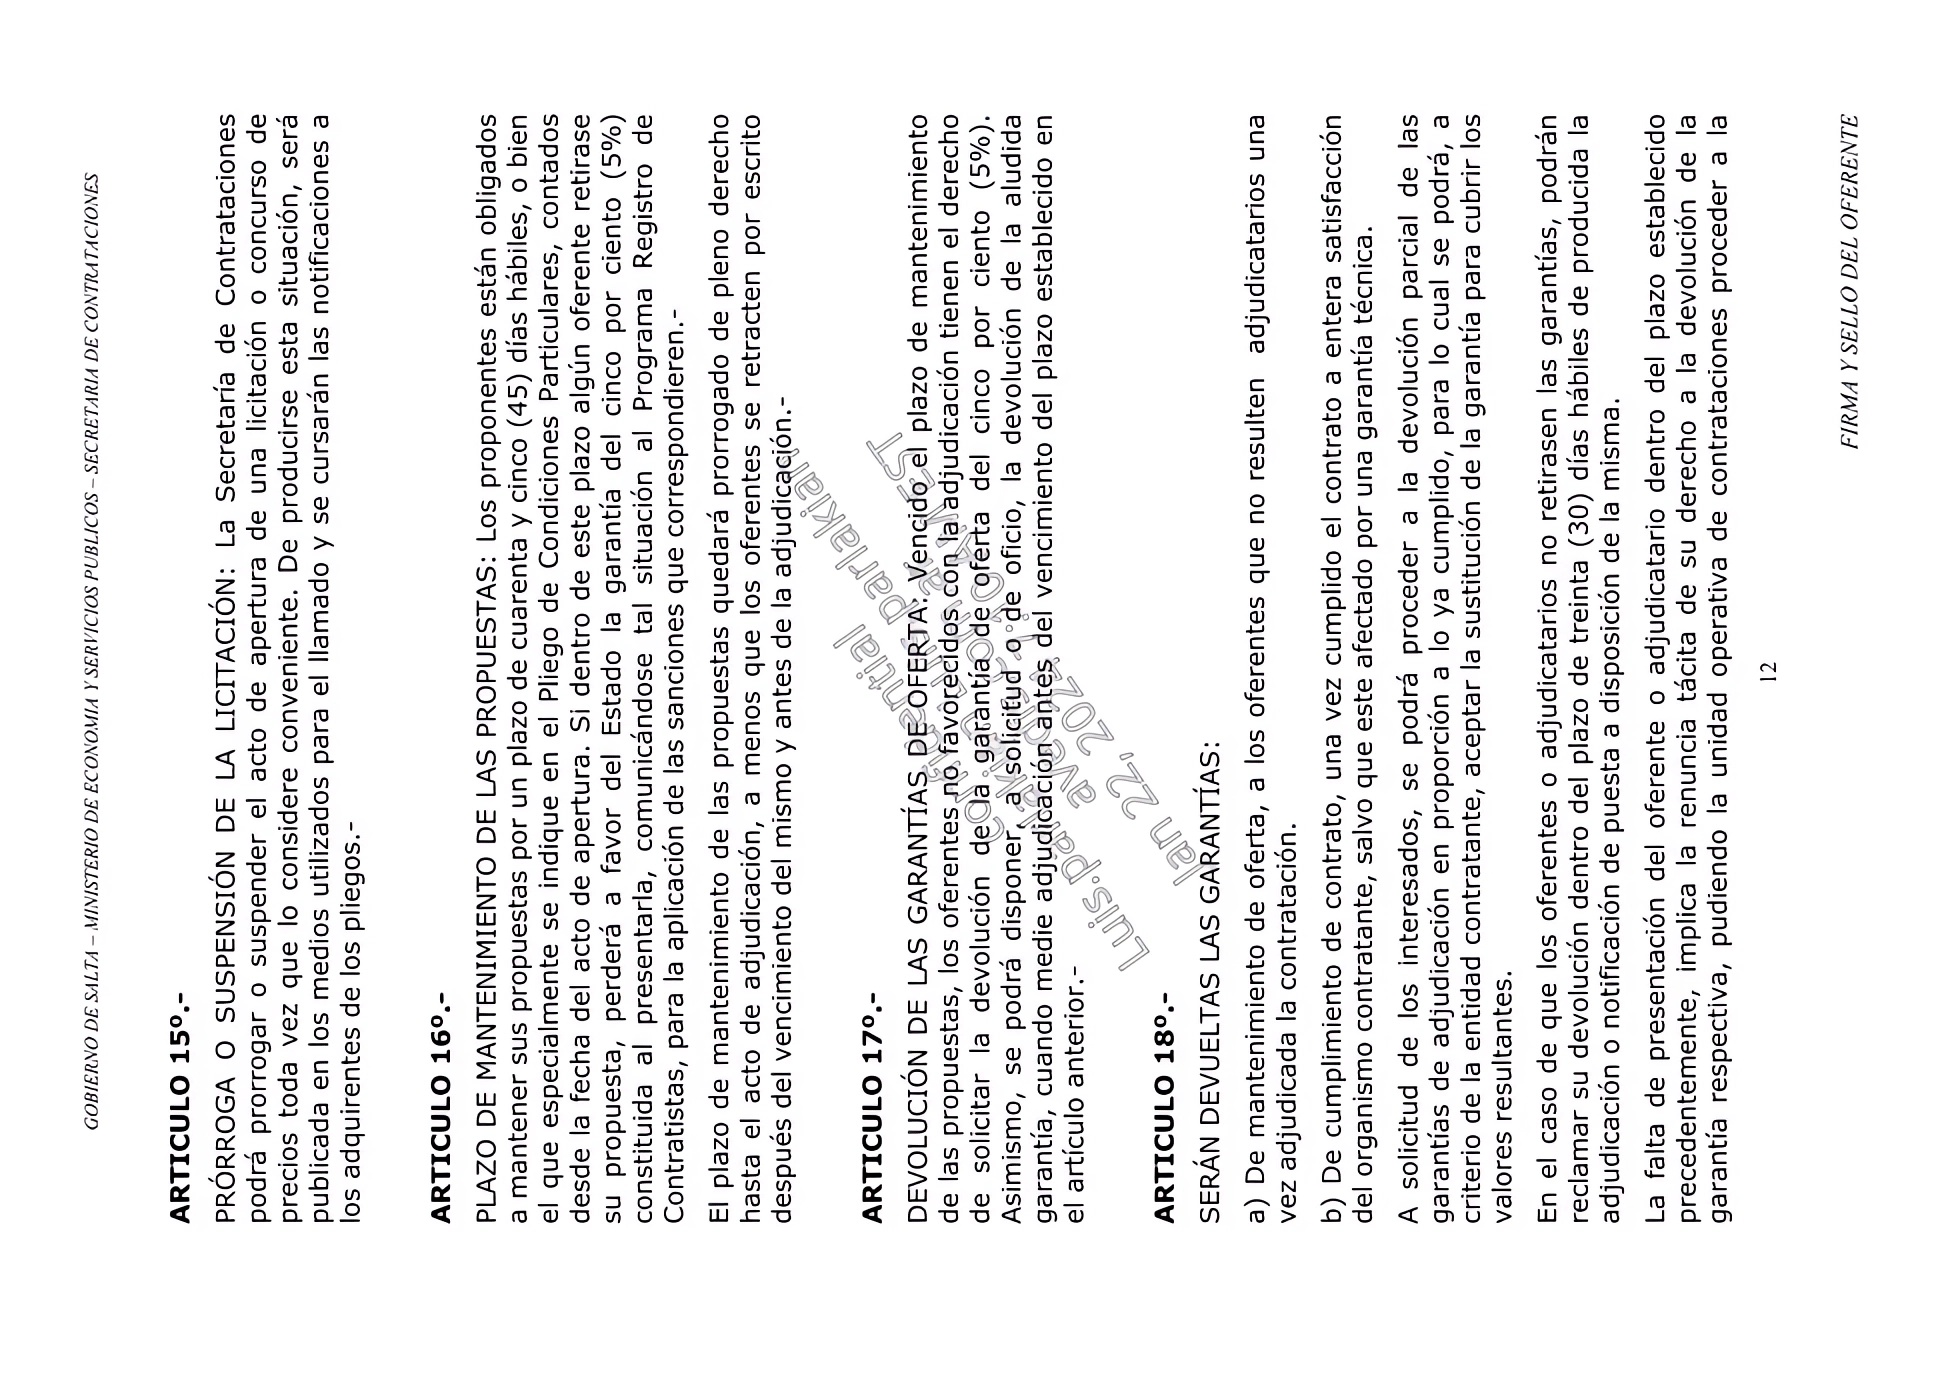 GOBIERNO DE SALTA – MINISTERIO DE ECONOMIA Y SERVICIOS PUBLICOS – SECRETARIA DE CONTRATACIONES
ARTICULO 15º.-
PRÓRROGA O SUSPENSIÓN DE LA LICITACIÓN: La Secretaría de Contrataciones
podrá prorrogar o suspender el acto de apertura de una licitación o concurso de
precios toda vez que lo considere conveniente. De producirse esta situación, será
publicada en los medios utilizados para el llamado y se cursarán las notificaciones a
los adquirentes de los pliegos.-
ARTICULO 16º.-
PLAZO DE MANTENIMIENTO DE LAS PROPUESTAS: Los proponentes están obligados
a mantener sus propuestas por un plazo de cuarenta y cinco (45) días hábiles, o bien
el que especialmente se indique en el Pliego de Condiciones Particulares, contados
desde la fecha del acto de apertura. Si dentro de este plazo algún oferente retirase
su propuesta, perderá a favor del Estado la garantía del cinco por ciento (5%)
constituida al presentarla, comunicándose tal situación al Programa Registro de
Contratistas, para la aplicación de las sanciones que correspondieren.-
El plazo de mantenimiento de las propuestas quedará prorrogado de pleno derecho
hasta el acto de adjudicación, a menos que los oferentes se retracten por escrito
después del vencimiento del mismo y antes de la adjudicación.-
ARTICULO 17º.-
DEVOLUCIÓN DE LAS GARANTÍAS DE OFERTA: Vencido el plazo de mantenimiento
de las propuestas, los oferentes no favorecidos con la adjudicación tienen el derecho
de solicitar la devolución de la garantía de oferta del cinco por ciento (5%).
Asimismo, se podrá disponer, a solicitud o de oficio, la devolución de la aludida
garantía, cuando medie adjudicación antes del vencimiento del plazo establecido en
el artículo anterior.-
ARTICULO 18º.-
SERÁN DEVUELTAS LAS GARANTÍAS:
a) De mantenimiento de oferta, a los oferentes que no resulten adjudicatarios una
vez adjudicada la contratación.
b) De cumplimiento de contrato, una vez cumplido el contrato a entera satisfacción
del organismo contratante, salvo que este afectado por una garantía técnica.
A solicitud de los interesados, se podrá proceder a la devolución parcial de las
garantías de adjudicación en proporción a lo ya cumplido, para lo cual se podrá, a
criterio de la entidad contratante, aceptar la sustitución de la garantía para cubrir los
valores resultantes.
En el caso de que los oferentes o adjudicatarios no retirasen las garantías, podrán
reclamar su devolución dentro del plazo de treinta (30) días hábiles de producida la
adjudicación o notificación de puesta a disposición de la misma.
La falta de presentación del oferente o adjudicatario dentro del plazo establecido
precedentemente, implica la renuncia tácita de su derecho a la devolución de la
garantía respectiva, pudiendo la unidad operativa de contrataciones proceder a la
12
FIRMA Y SELLO DEL OFERENTE
Jan 22, 2021,